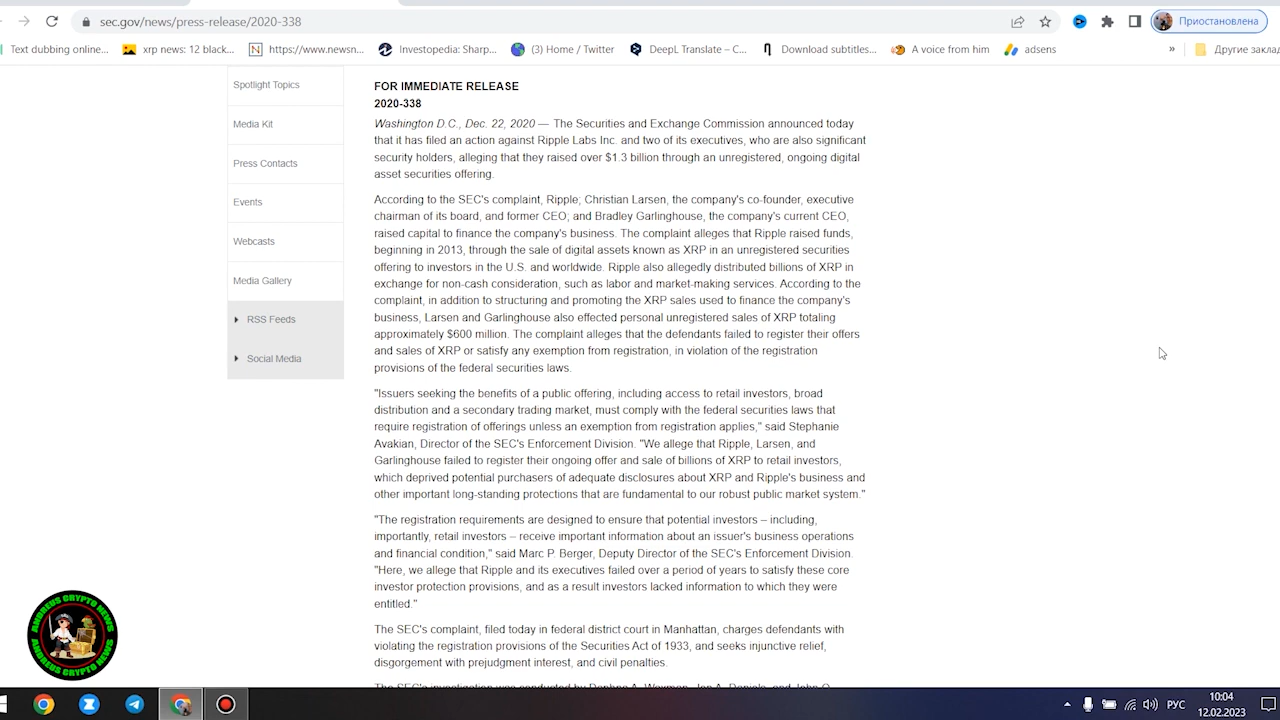 sec.gov/news/press-release/2020-338
Приостановлена
Text dubbing online...
xrp news: 12 black...
https://www.newsn...
Investopedia: Sharp...
(3) Home / Twitter
DeepL Translate – C...
Download subtitles...
A voice from him
adsens
»
Другие заклад
Spotlight Topics
Media Kit
Press Contacts
Events
Webcasts
Media Gallery
RSS Feeds
Social Media
FOR IMMEDIATE RELEASE
2020-338
Washington D.C., Dec. 22, 2020 — The Securities and Exchange Commission announced today
that it has filed an action against Ripple Labs Inc. and two of its executives, who are also significant
security holders, alleging that they raised over $1.3 billion through an unregistered, ongoing digital
asset securities offering.
According to the SEC's complaint, Ripple; Christian Larsen, the company's co-founder, executive
chairman of its board, and former CEO; and Bradley Garlinghouse, the company's current CEO,
raised capital to finance the company's business. The complaint alleges that Ripple raised funds,
beginning in 2013, through the sale of digital assets known as XRP in an unregistered securities
offering to investors in the U.S. and worldwide. Ripple also allegedly distributed billions of XRP in
exchange for non-cash consideration, such as labor and market-making services. According to the
complaint, in addition to structuring and promoting the XRP sales used to finance the company's
business, Larsen and Garlinghouse also effected personal unregistered sales of XRP totaling
approximately $600 million. The complaint alleges that the defendants failed to register their offers
and sales of XRP or satisfy any exemption from registration, in violation of the registration
provisions of the federal securities laws.
"Issuers seeking the benefits of a public offering, including access to retail investors, broad
distribution and a secondary trading market, must comply with the federal securities laws that
require registration of offerings unless an exemption from registration applies," said Stephanie
Avakian, Director of the SEC's Enforcement Division. "We allege that Ripple, Larsen, and
Garlinghouse failed to register their ongoing offer and sale of billions of XRP to retail investors,
which deprived potential purchasers of adequate disclosures about XRP and Ripple's business and
other important long-standing protections that are fundamental to our robust public market system."
"The registration requirements are designed to ensure that potential investors – including,
importantly, retail investors – receive important information about an issuer's business operations
and financial condition," said Marc P. Berger, Deputy Director of the SEC's Enforcement Division.
"Here, we allege that Ripple and its executives failed over a period of years to satisfy these core
investor protection provisions, and as a result investors lacked information to which they were
entitled."
The SEC's complaint, filed today in federal district court in Manhattan, charges defendants with
violating the registration provisions of the Securities Act of 1933, and seeks injunctive relief,
disgorgement with prejudgment interest, and civil penalties.
The SEC's investigation was conducted by Daphna A. Waxman, Jon A. Daniels, and John O.
ANDREUS CRYPTO NEWS
ANDREUS CRYPTO NEWS
РУС
10:04
12.02.2023